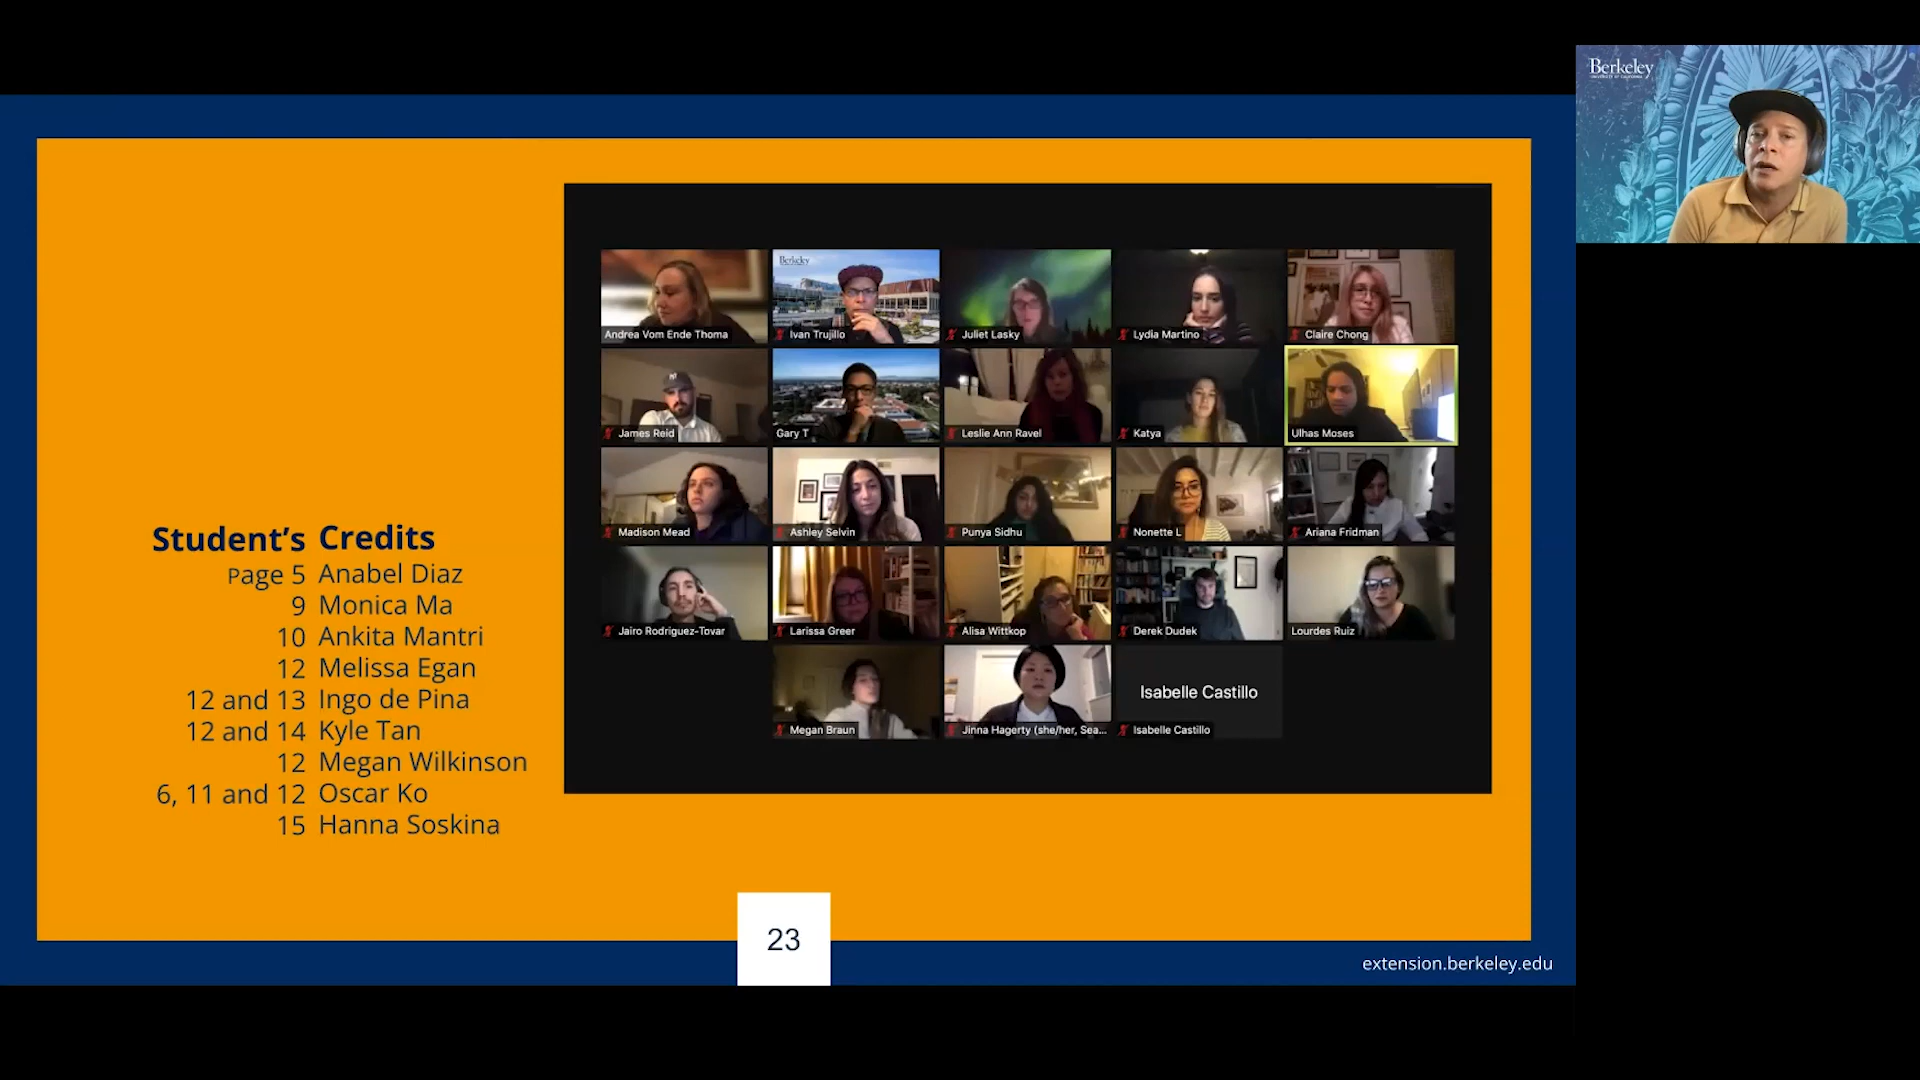 Berkeley
Student's Credits
Page 5 Anabel Diaz
9 Monica Ma
10 Ankita Mantri
12 Melissa Egan
12 and 13 Ingo de Pina
12 and 14 Kyle Tan
12 Megan Wilkinson
6, 11 and 12 Oscar Ko
15 Hanna Soskina
Berkeley
Andrea Vom Ende Thoma
Ivan Trujillo
Juliet Lasky
Lydia Martino
Claire Chong
James Reid
Gary T
Leslie Ann Ravel
Katya
Ulhas Moses
Madison Mead
Ashley Selvin
Punya Sidhu
Nonette L
Ariana Fridman
Jairo Rodriguez-Tovar
Larissa Greer
Alisa Wittkop
Derek Dudek
Lourdes Ruiz
Isabelle Castillo
Megan Braun
Jinna Hagerty (she/her, Sea...
Isabelle Castillo
23
extension.berkeley.edu